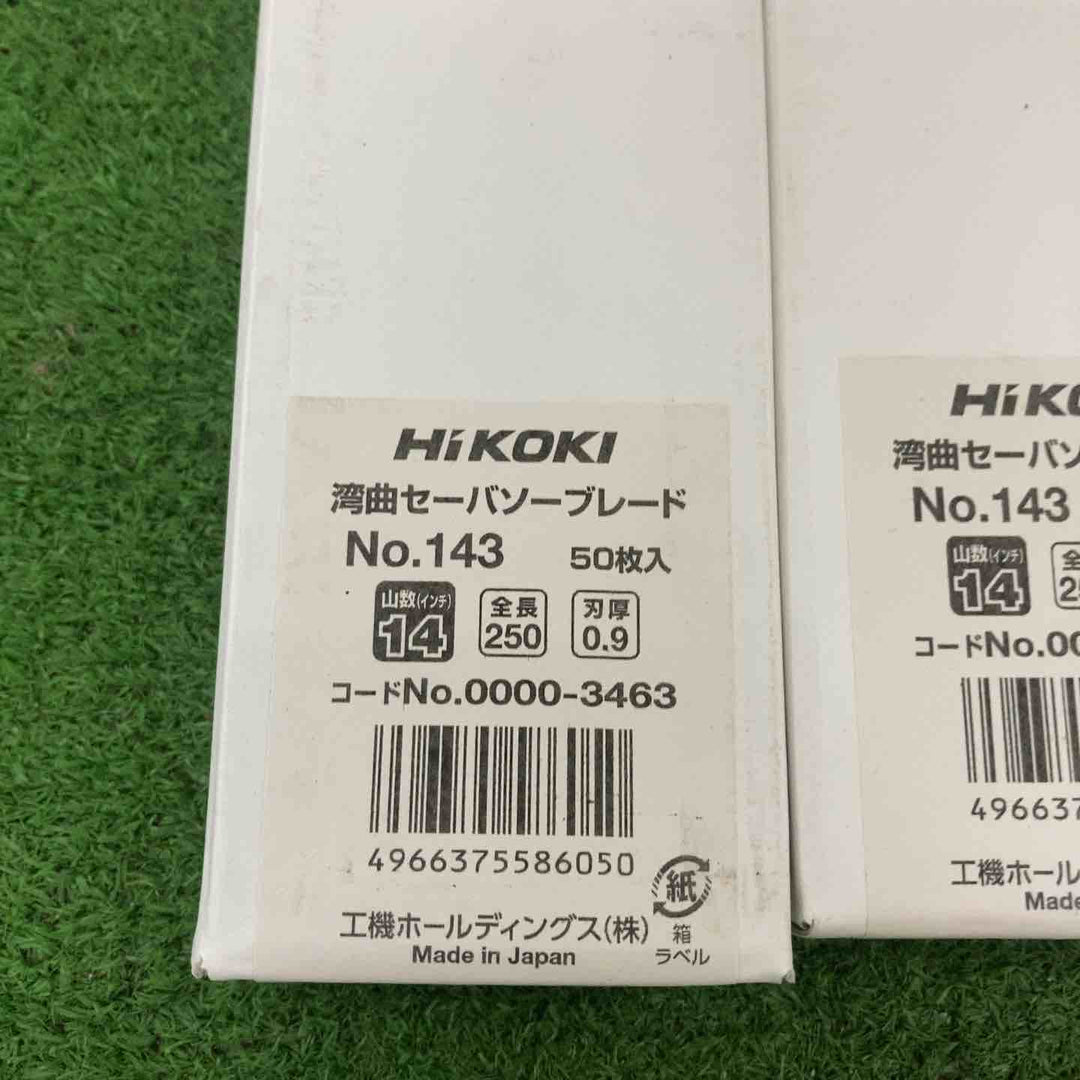 HiKOKI
湾曲セーバソーブレード
No.143 50枚入
山数(インチ) 14
全長 250
刃厚 0.9
コードNo.0000-3463
4966375586050
工機ホールディングス(株)
Made in Japan
紙
箱
ラベル
湾曲セーバソ
No.143
山数(インチ) 14
コードNo.00
496637
工機ホール